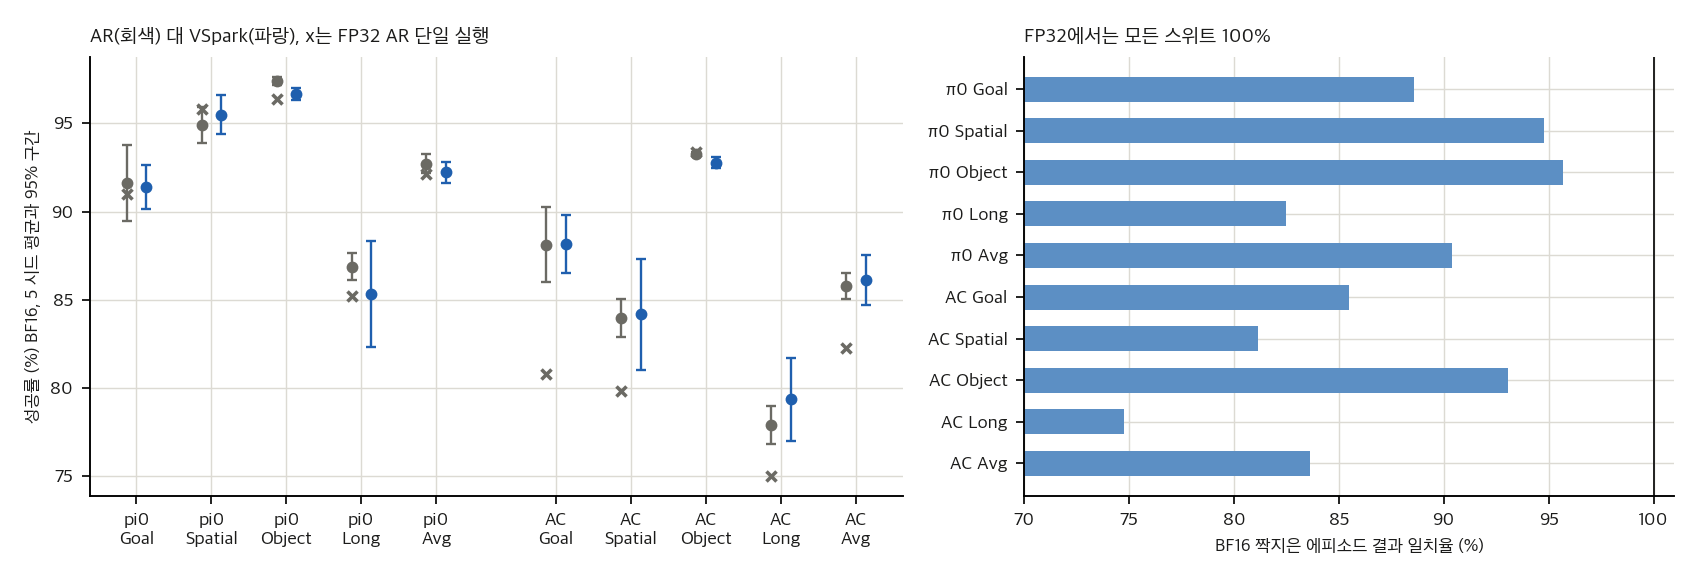 AR(회색) 대 VSpark(파랑), x는 FP32 AR 단일 실행
성공률 (%) BF16, 5 시드 평균과 95% 구간
95
90
85
80
75
pi0 Goal
pi0 Spatial
pi0 Object
pi0 Long
pi0 Avg
AC Goal
AC Spatial
AC Object
AC Long
AC Avg
FP32에서는 모든 스위트 100%
π0 Goal
π0 Spatial
π0 Object
π0 Long
π0 Avg
AC Goal
AC Spatial
AC Object
AC Long
AC Avg
70 75 80 85 90 95 100
BF16 짝지은 에피소드 결과 일치율 (%)